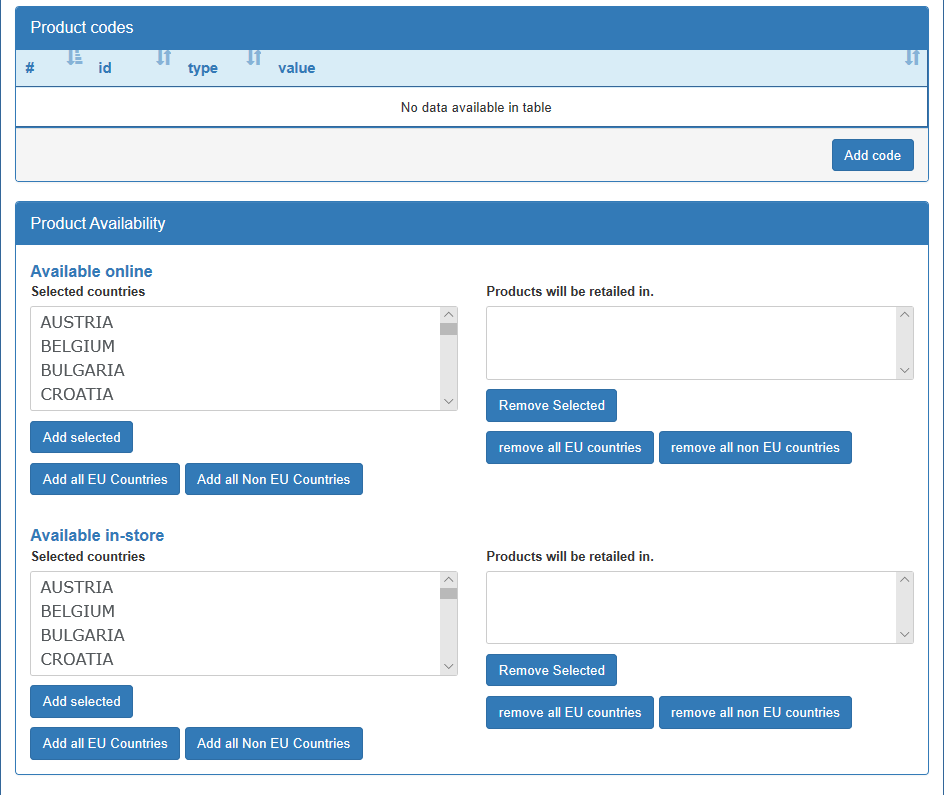 Product codes
# id type value
No data available in table
Add code
Product Availability
Available online
Selected countries
AUSTRIA
BELGIUM
BULGARIA
CROATIA
Add selected
Add all EU Countries Add all Non EU Countries
Products will be retailed in.
Remove Selected
remove all EU countries remove all non EU countries
Available in-store
Selected countries
AUSTRIA
BELGIUM
BULGARIA
CROATIA
Add selected
Add all EU Countries Add all Non EU Countries
Products will be retailed in.
Remove Selected
remove all EU countries remove all non EU countries